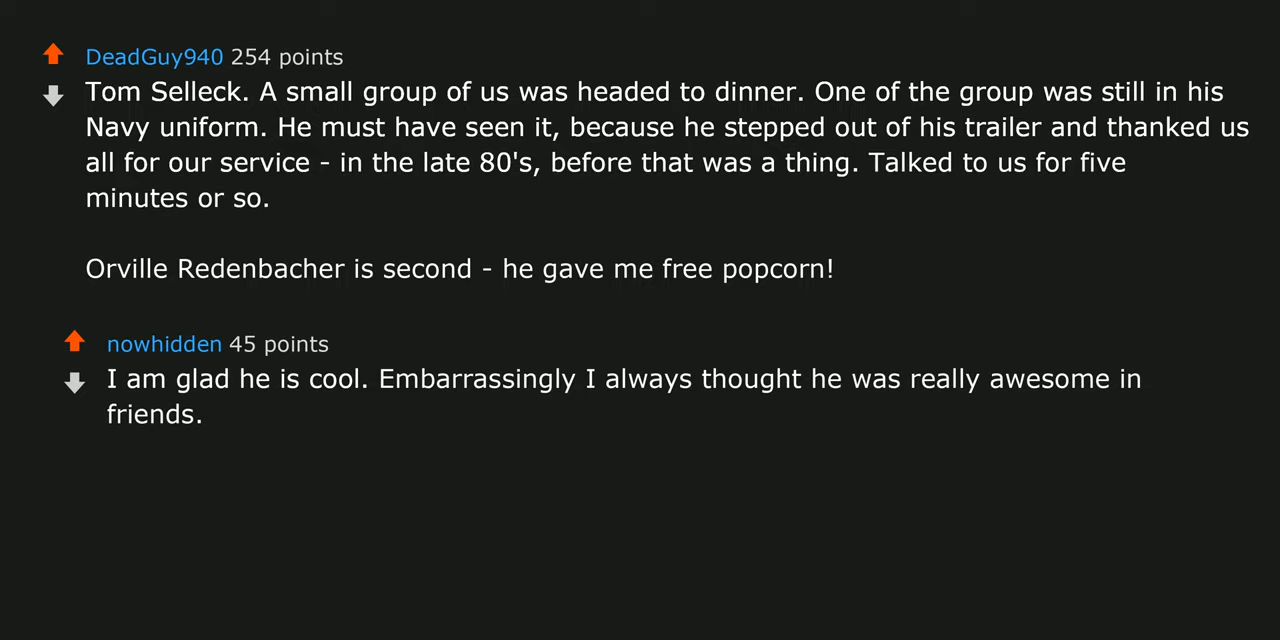 DeadGuy940 254 points
Tom Selleck. A small group of us was headed to dinner. One of the group was still in his
Navy uniform. He must have seen it, because he stepped out of his trailer and thanked us
all for our service - in the late 80's, before that was a thing. Talked to us for five
minutes or so.
Orville Redenbacher is second - he gave me free popcorn!
nowhidden 45 points
I am glad he is cool. Embarrassingly I always thought he was really awesome in
friends.